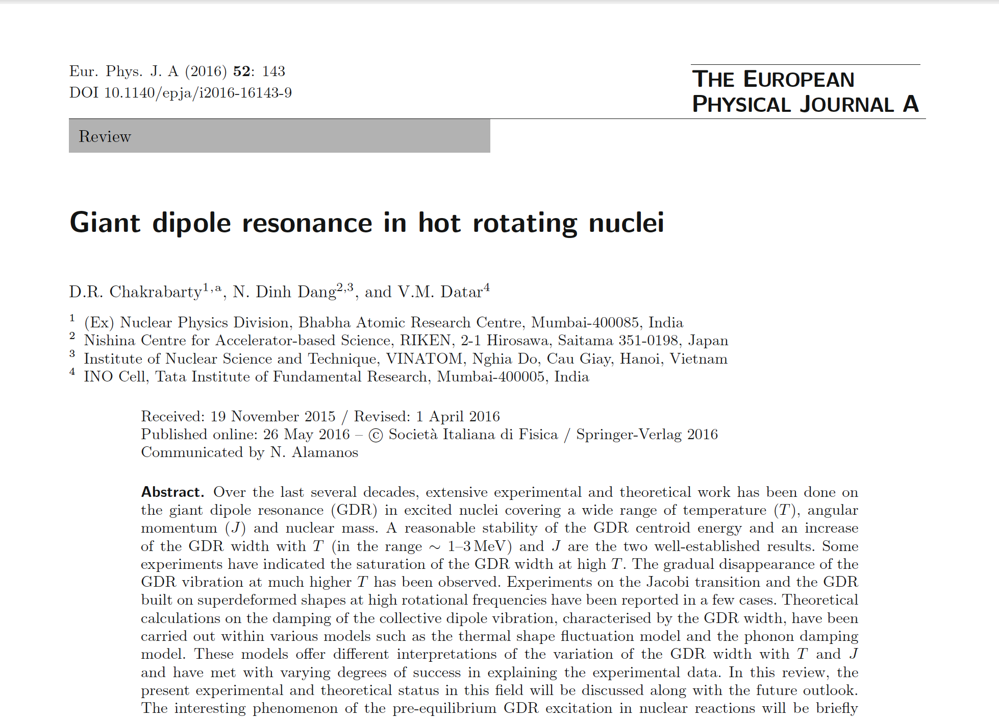 Eur. Phys. J. A (2016) 52: 143
DOI 10.1140/epja/i2016-16143-9
THE EUROPEAN
PHYSICAL JOURNAL A
Review
Giant dipole resonance in hot rotating nuclei
D.R. Chakrabarty1,a, N. Dinh Dang2,3, and V.M. Datar4
1 (Ex) Nuclear Physics Division, Bhabha Atomic Research Centre, Mumbai-400085, India
2 Nishina Centre for Accelerator-based Science, RIKEN, 2-1 Hirosawa, Saitama 351-0198, Japan
3 Institute of Nuclear Science and Technique, VINATOM, Nghia Do, Cau Giay, Hanoi, Vietnam
4 INO Cell, Tata Institute of Fundamental Research, Mumbai-400005, India
Received: 19 November 2015 / Revised: 1 April 2016
Published online: 26 May 2016 – © Società Italiana di Fisica / Springer-Verlag 2016
Communicated by N. Alamanos
Abstract. Over the last several decades, extensive experimental and theoretical work has been done on
the giant dipole resonance (GDR) in excited nuclei covering a wide range of temperature (T), angular
momentum (J) and nuclear mass. A reasonable stability of the GDR centroid energy and an increase
of the GDR width with T (in the range ∼ 1–3 MeV) and J are the two well-established results. Some
experiments have indicated the saturation of the GDR width at high T. The gradual disappearance of the
GDR vibration at much higher T has been observed. Experiments on the Jacobi transition and the GDR
built on superdeformed shapes at high rotational frequencies have been reported in a few cases. Theoretical
calculations on the damping of the collective dipole vibration, characterised by the GDR width, have been
carried out within various models such as the thermal shape fluctuation model and the phonon damping
model. These models offer different interpretations of the variation of the GDR width with T and J
and have met with varying degrees of success in explaining the experimental data. In this review, the
present experimental and theoretical status in this field will be discussed along with the future outlook.
The interesting phenomenon of the pre-equilibrium GDR excitation in nuclear reactions will be briefly